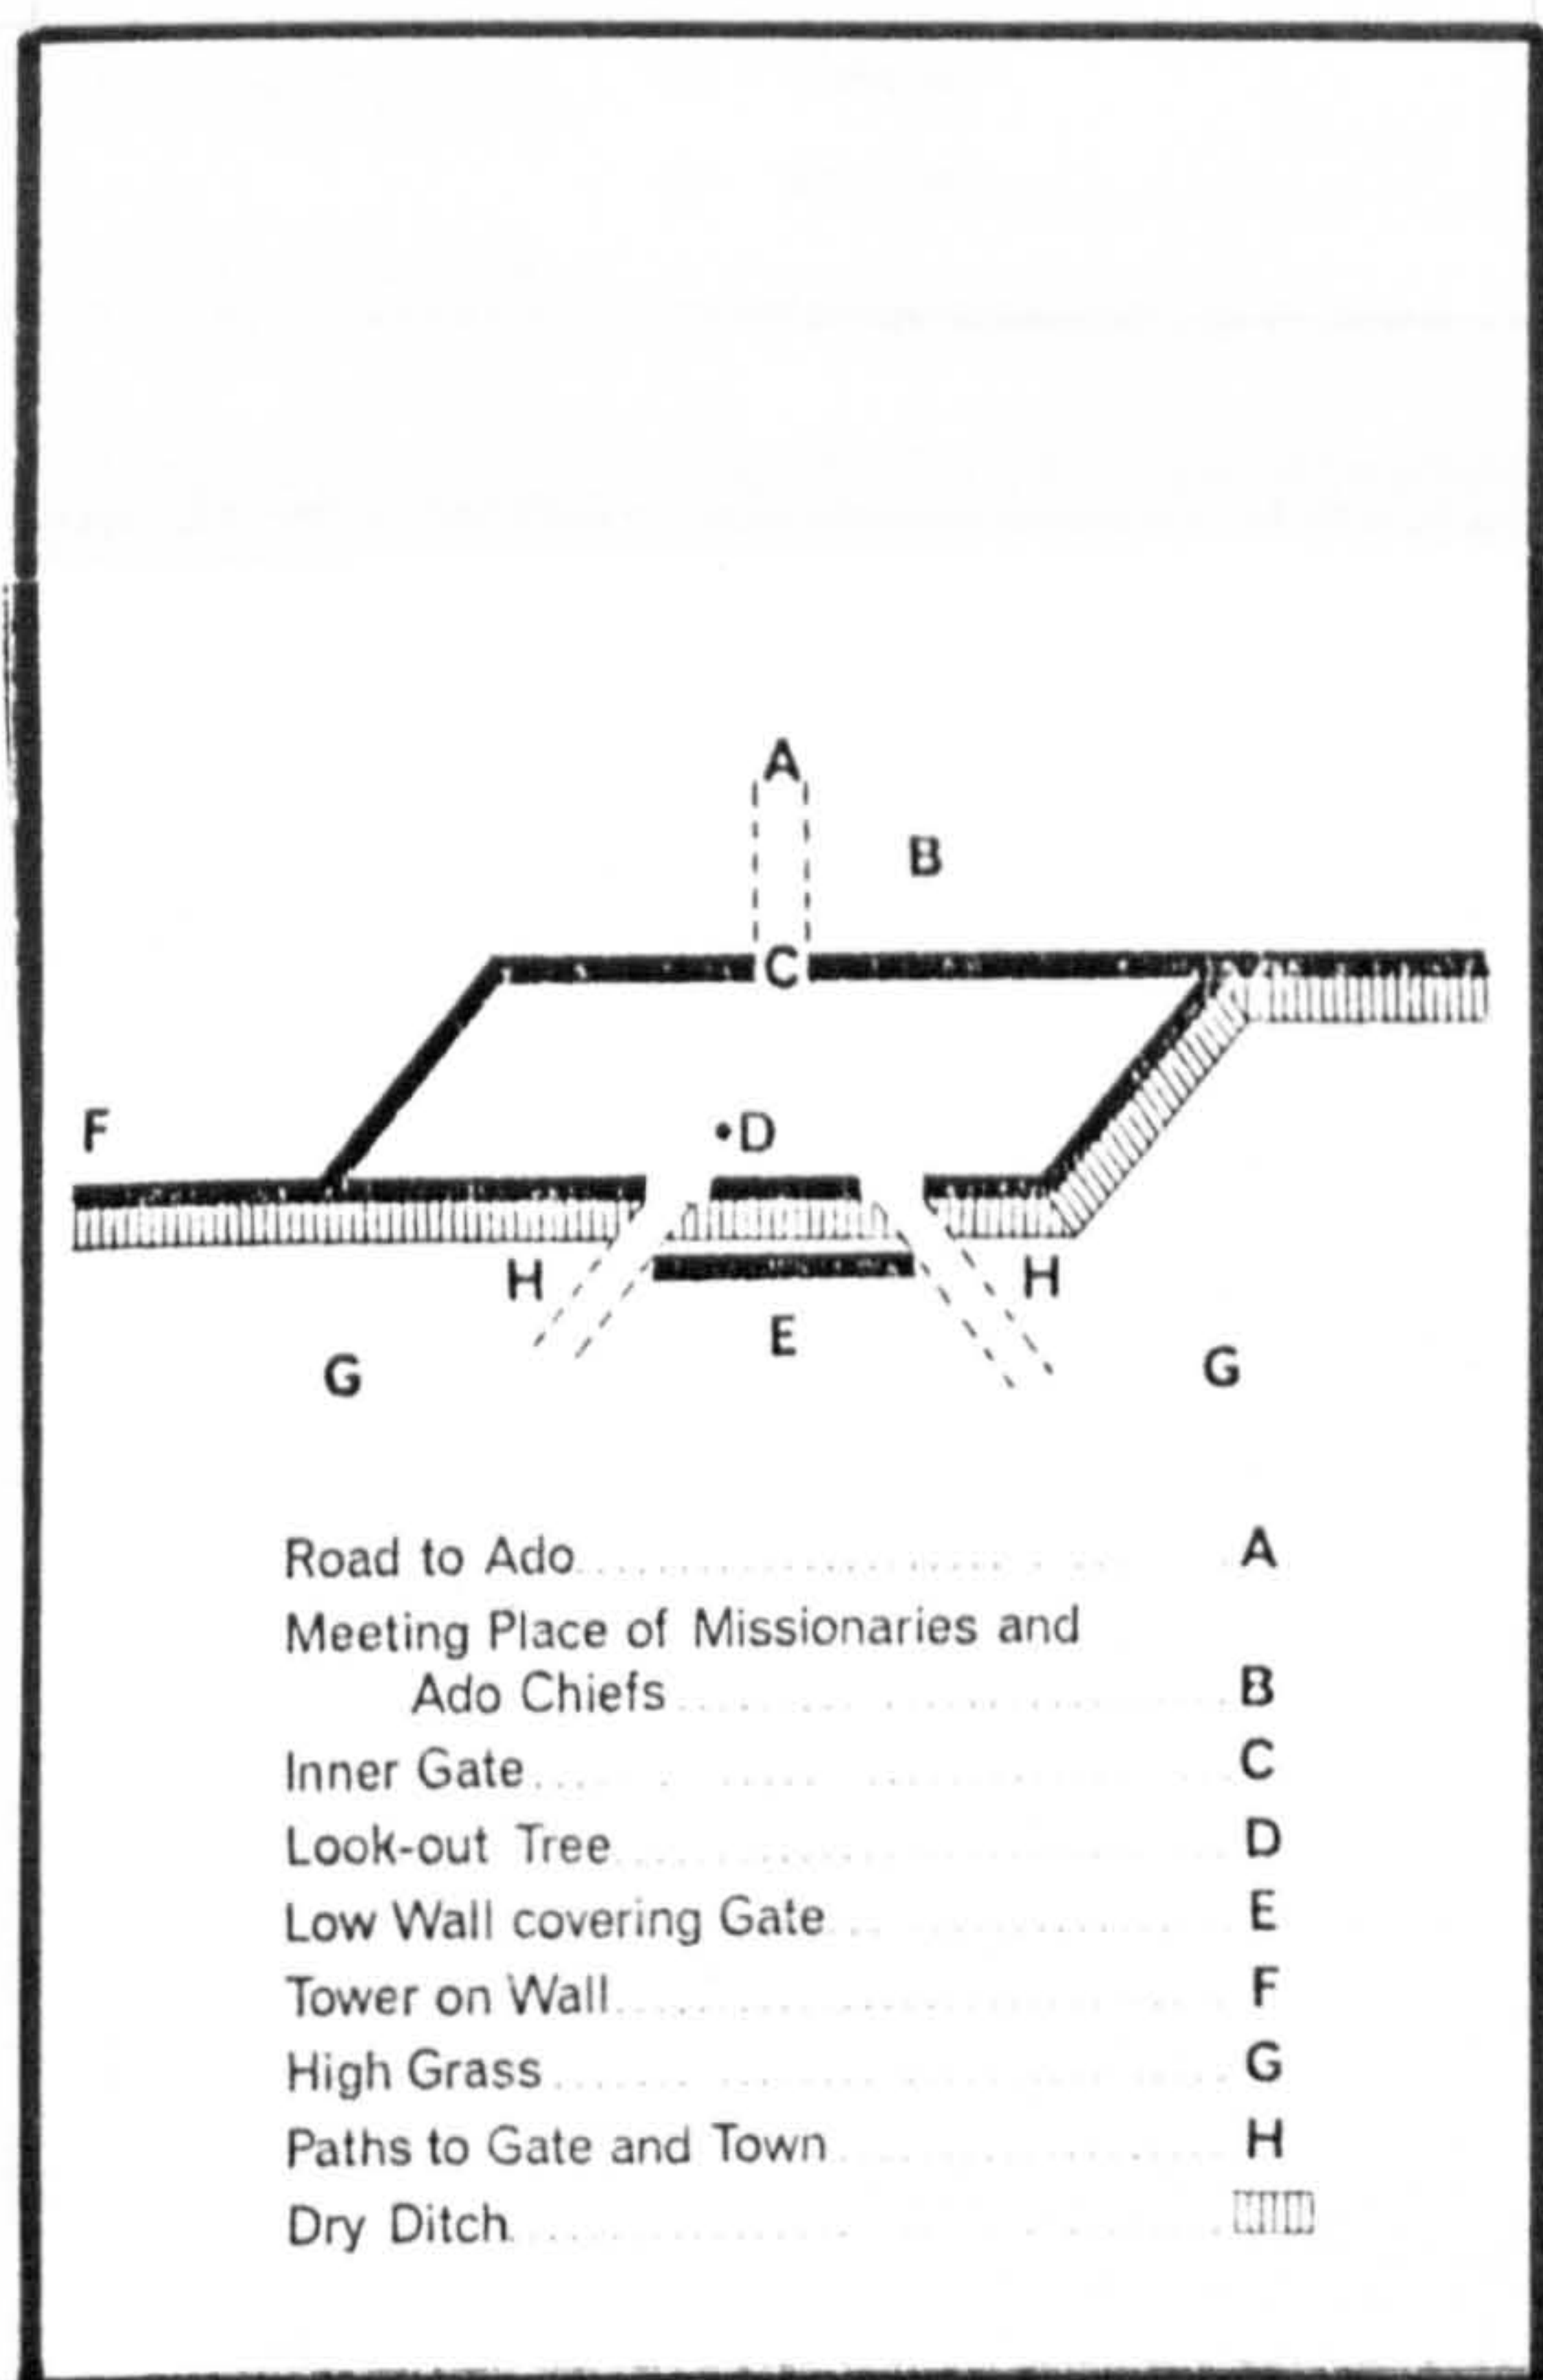 A
B
C
F
•D
H H
E
G G
Road to Ado A
Meeting Place of Missionaries and
Ado Chiefs B
Inner Gate C
Look-out Tree D
Low Wall covering Gate E
Tower on Wall F
High Grass G
Paths to Gate and Town H
Dry Ditch